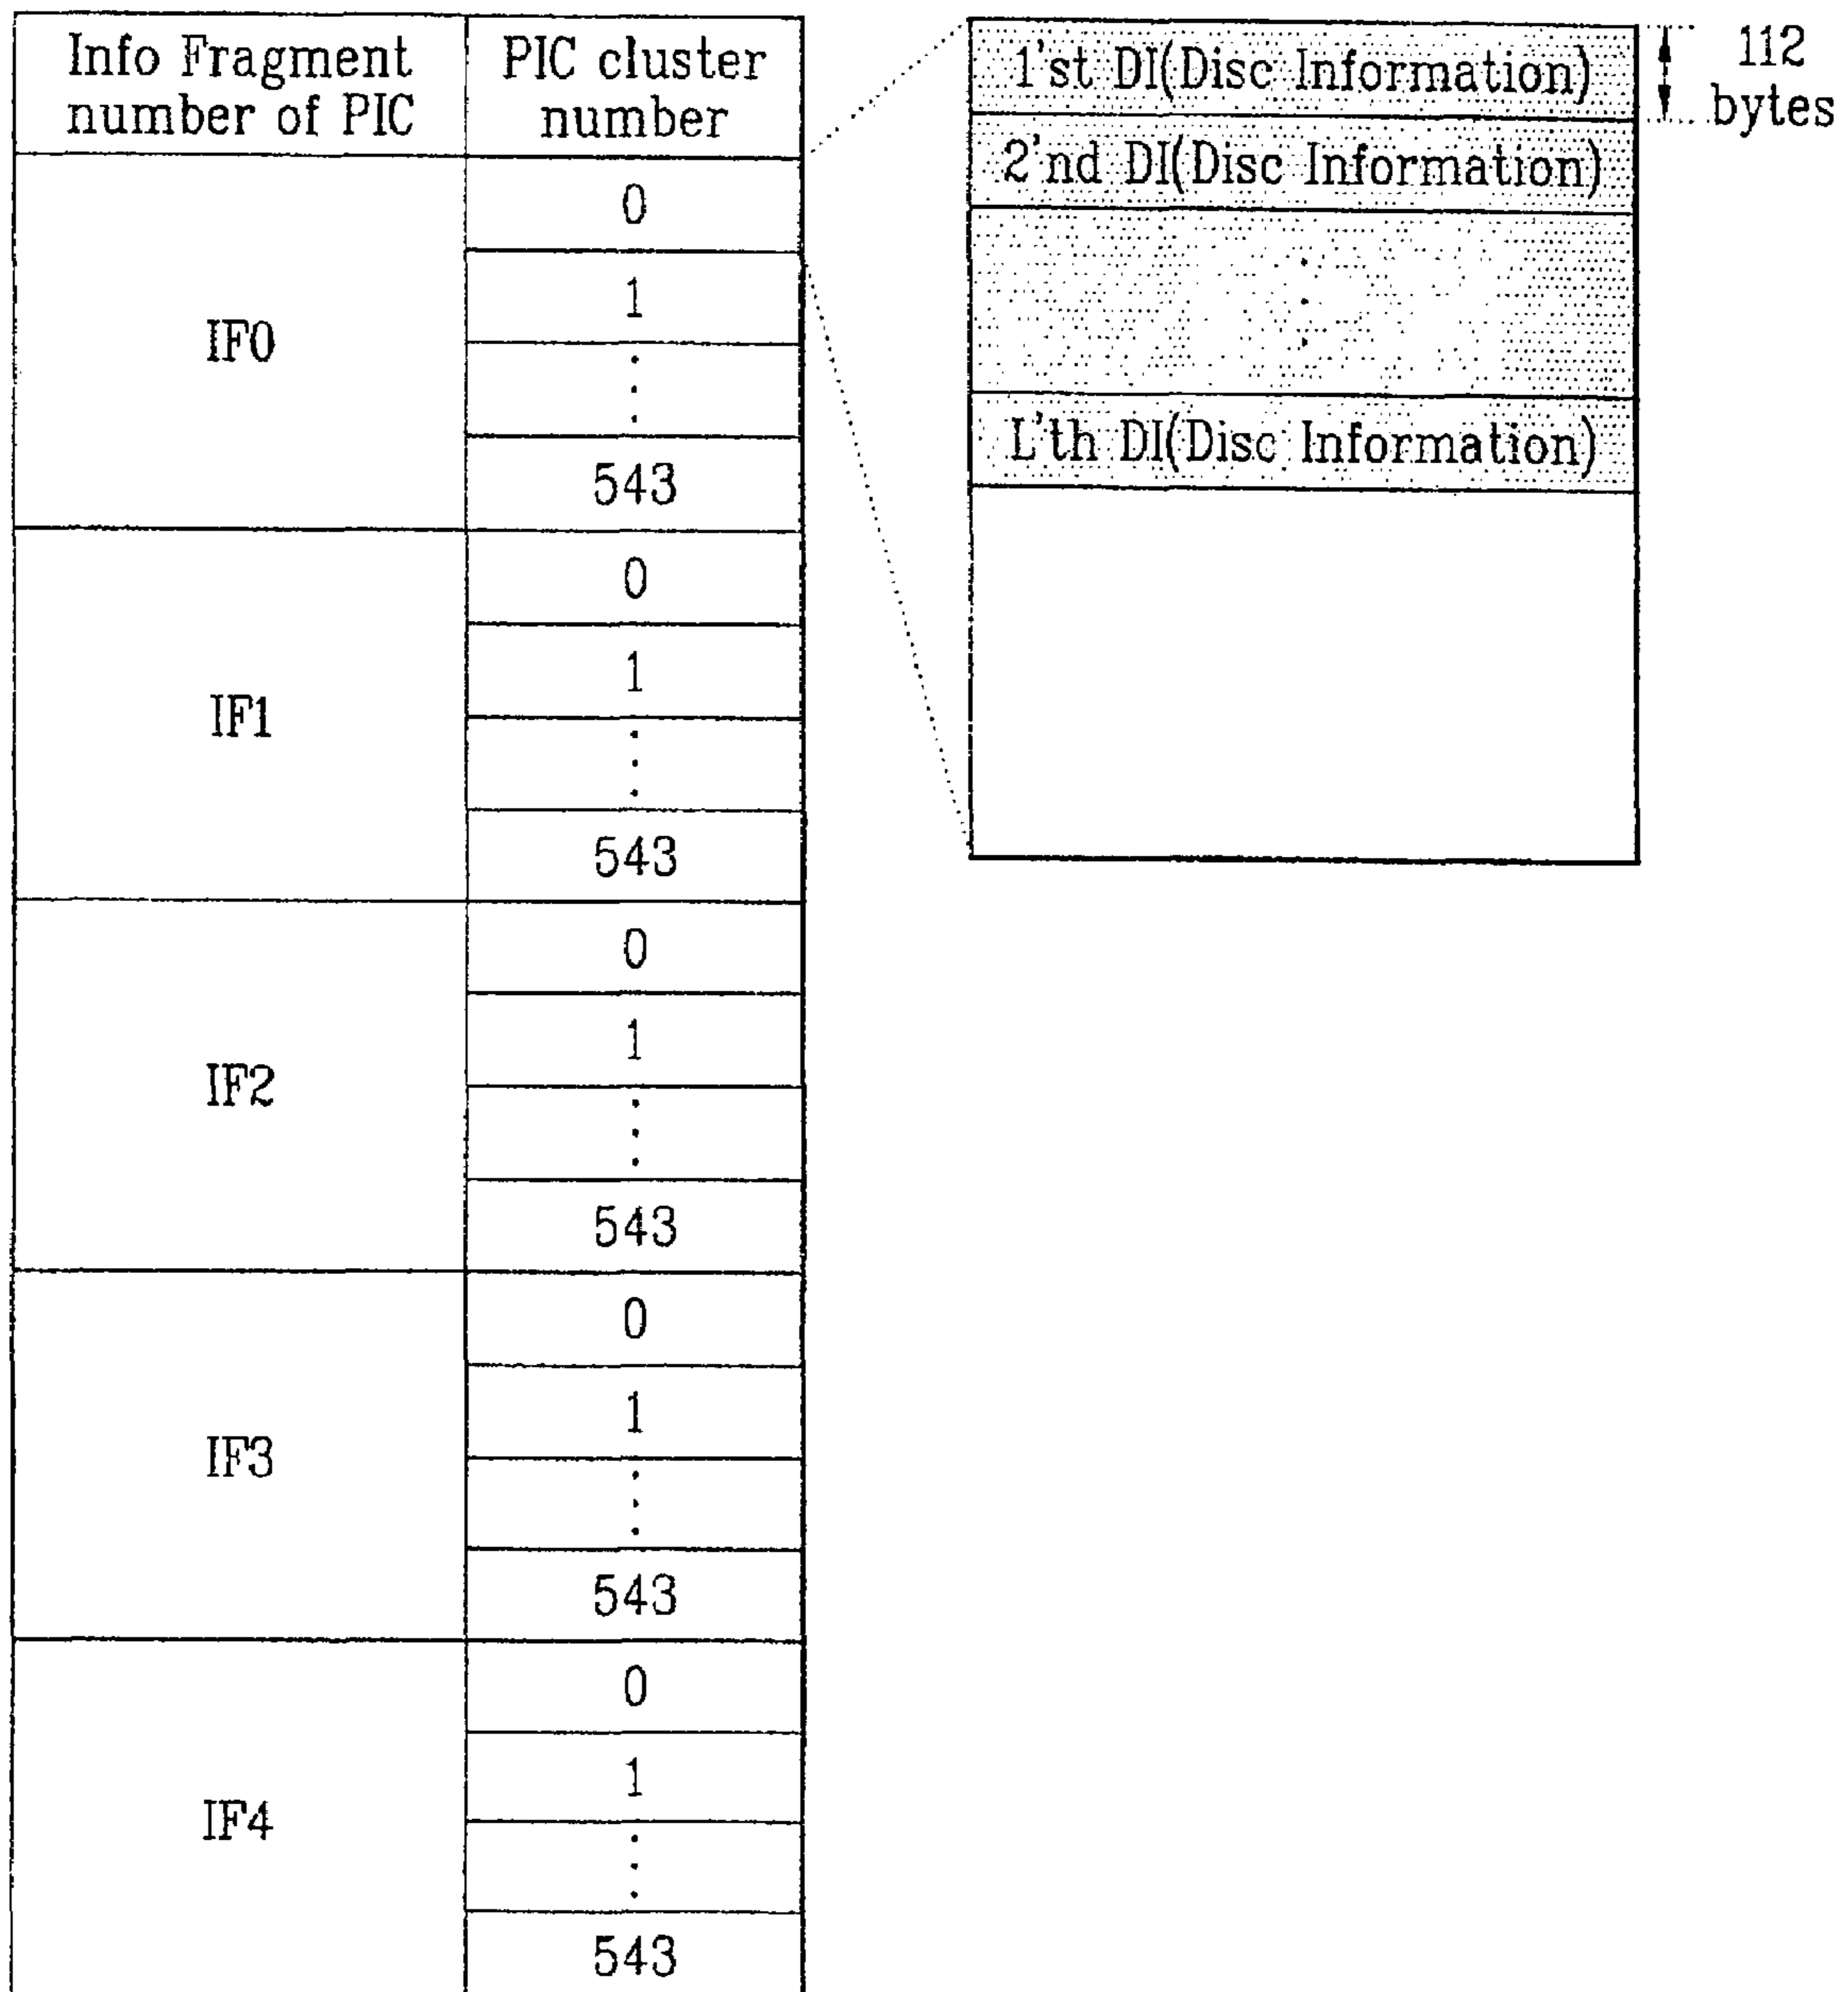 Info Fragment
number of PIC
PIC cluster
number
IF0
0
1
543
IF1
0
1
543
IF2
0
1
543
IF3
0
1
543
IF4
0
1
543
1'st DI(Disc Information)
2'nd DI(Disc Information)
L'th DI(Disc Information)
112
bytes